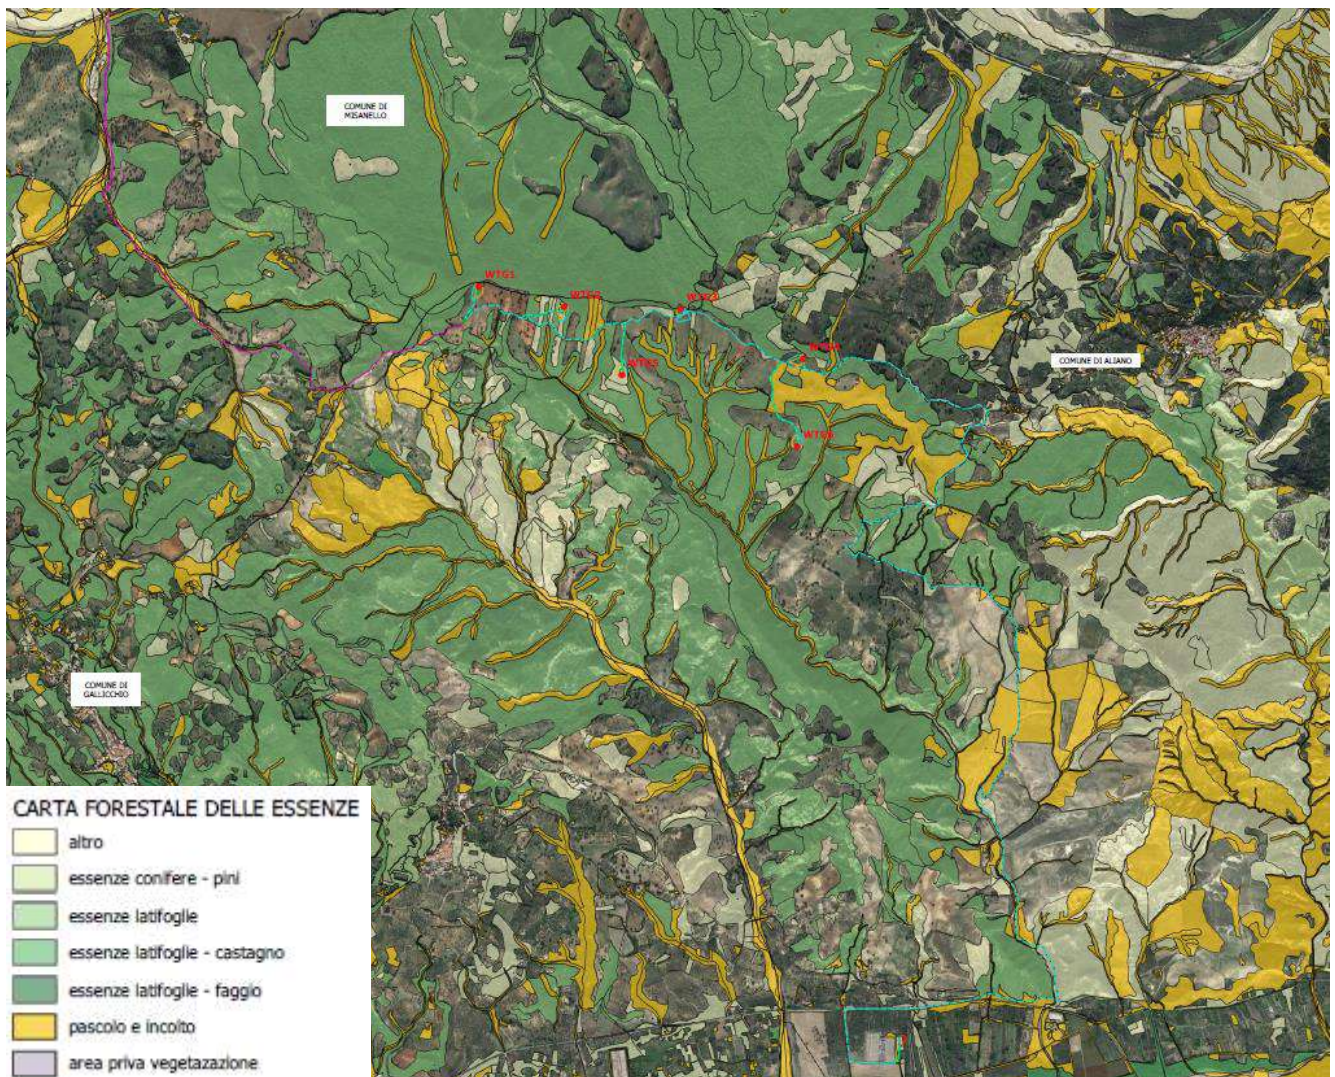 COMUNE DI
MISANELLO
WTG1
WTG2
WTG3
WTG4
COMUNE DI ALIANO
WTG5
WTG6
COMUNE DI
GALLICCHIO
CARTA FORESTALE DELLE ESSENZE
altro
essenze conifere - pini
essenze latifoglie
essenze latifoglie - castagno
essenze latifoglie - faggio
pascolo e incolto
area priva vegetazazione